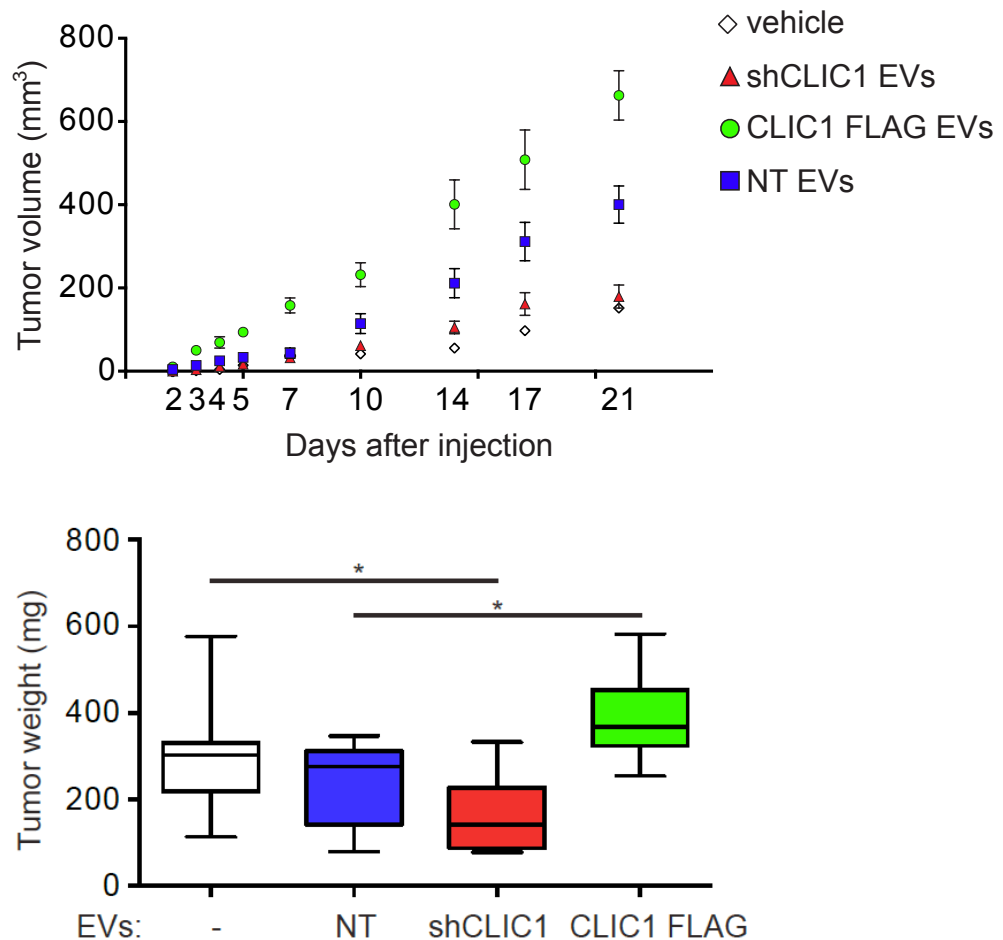 800
600
400
200
0
Tumor volume (mm³)
2 3 4 5 7 10 14 17 21
Days after injection
vehicle
shCLIC1 EVs
CLIC1 FLAG EVs
NT EVs
800
600
400
200
0
Tumor weight (mg)
*
*
EVs: - NT shCLIC1 CLIC1 FLAG